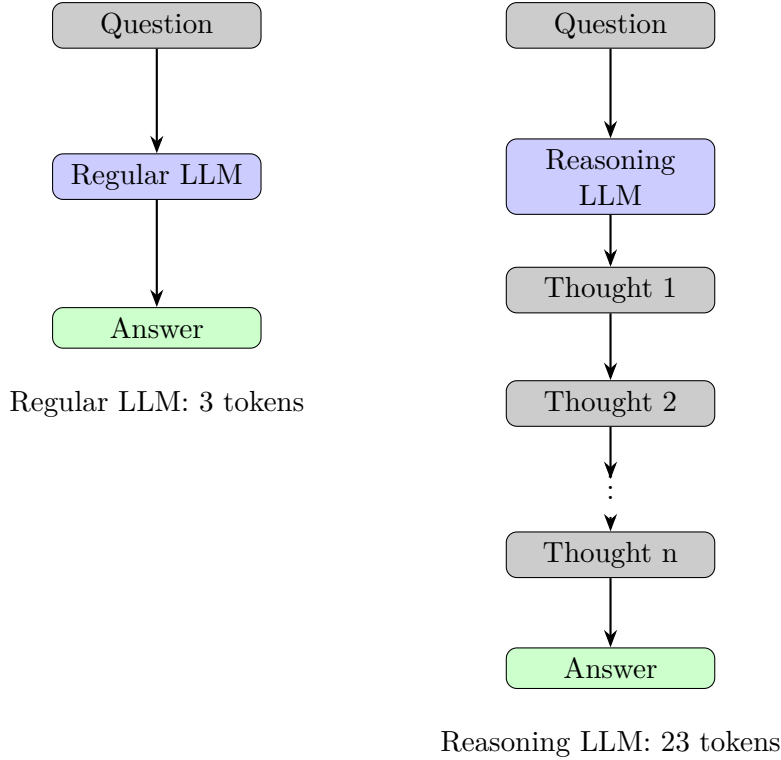 Question
Regular LLM
Answer
Regular LLM: 3 tokens
Question
Reasoning
LLM
Thought 1
Thought 2
⋮
Thought n
Answer
Reasoning LLM: 23 tokens